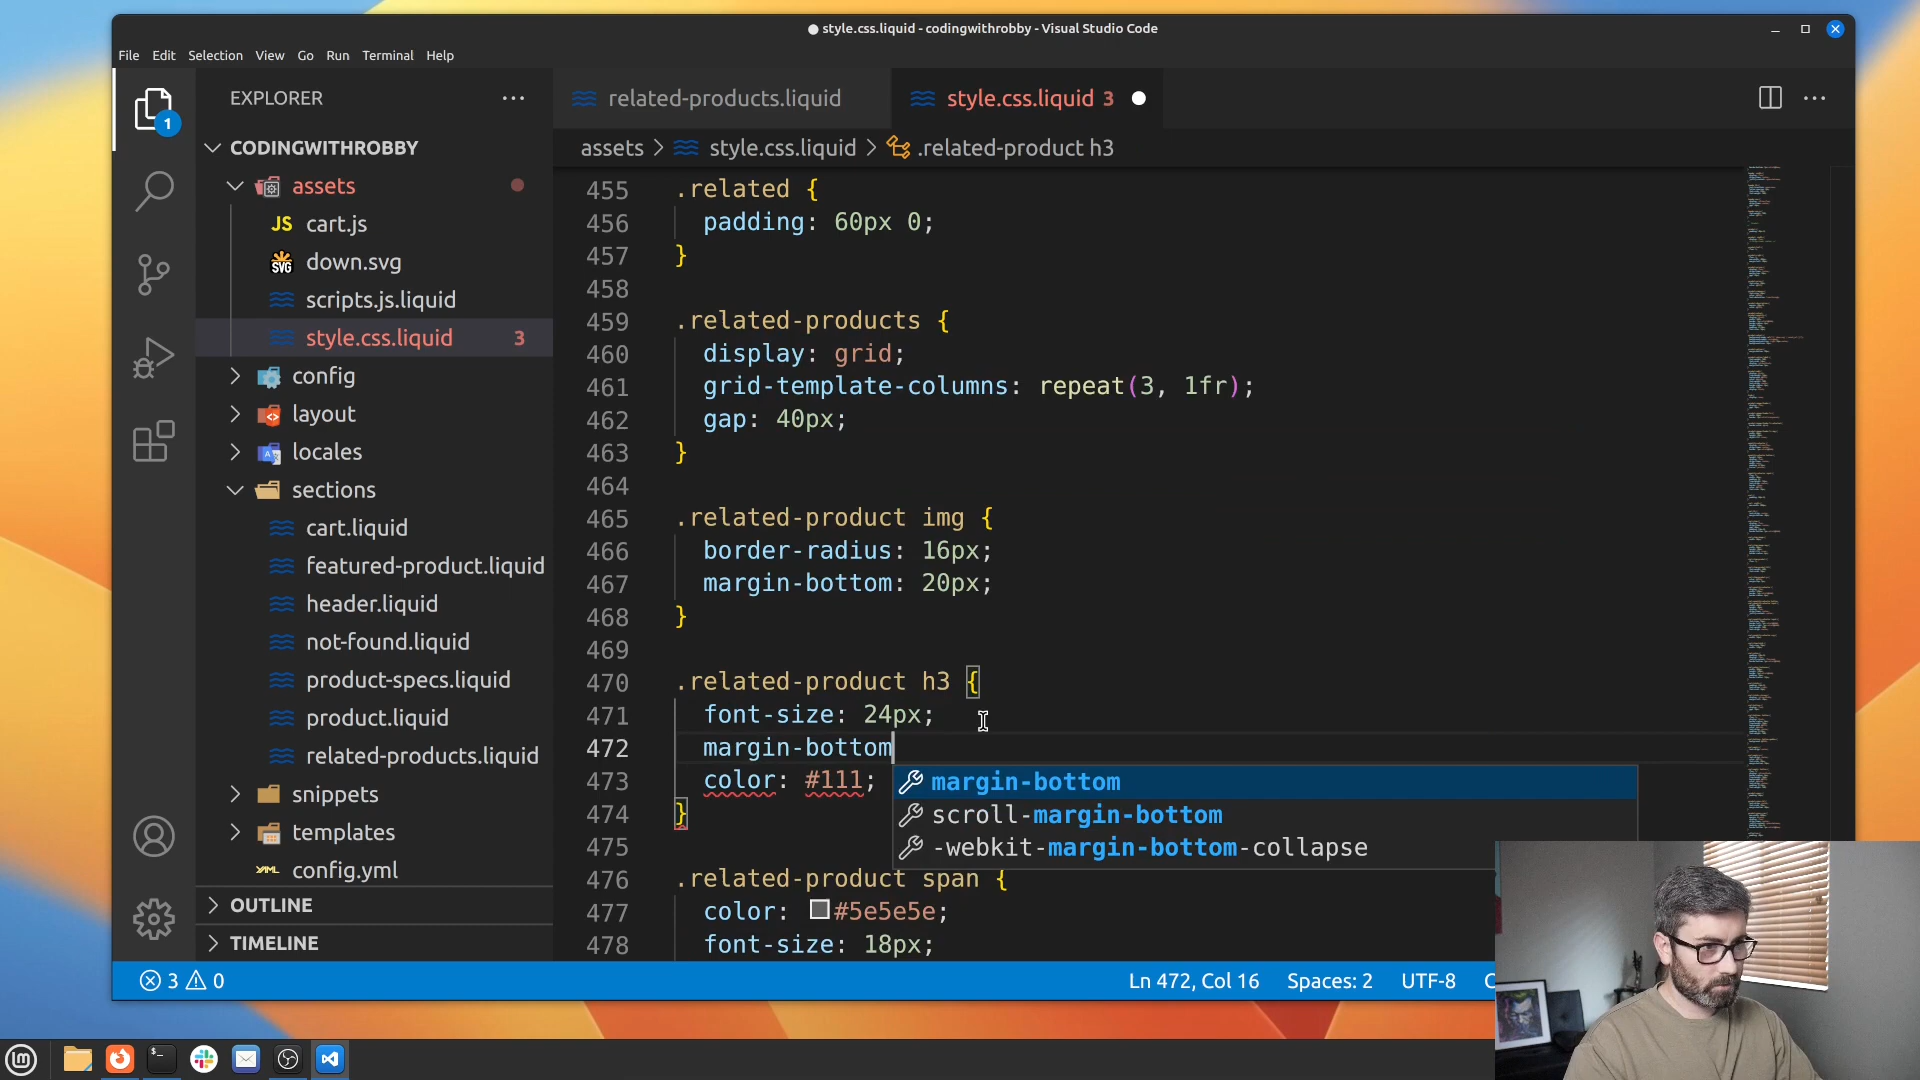 style.css.liquid - codingwithrobby - Visual Studio Code
File Edit Selection View Go Run Terminal Help
EXPLORER
related-products.liquid
style.css.liquid 3
1
CODINGWITHROBBY
assets > style.css.liquid > .related-product h3
assets
JS cart.js
SVG down.svg
scripts.js.liquid
style.css.liquid 3
config
layout
locales
sections
cart.liquid
featured-product.liquid
header.liquid
not-found.liquid
product-specs.liquid
product.liquid
related-products.liquid
snippets
templates
YAML config.yml
OUTLINE
TIMELINE
455 .related {
456 padding: 60px 0;
457 }
458
459 .related-products {
460 display: grid;
461 grid-template-columns: repeat(3, 1fr);
462 gap: 40px;
463 }
464
465 .related-product img {
466 border-radius: 16px;
467 margin-bottom: 20px;
468 }
469
470 .related-product h3 {
471 font-size: 24px;
472 margin-bottom
473 color: #111;
474 }
475
476 .related-product span {
477 color: #5e5e5e;
478 font-size: 18px;
margin-bottom
scroll-margin-bottom
-webkit-margin-bottom-collapse
3 0
Ln 472, Col 16 Spaces: 2 UTF-8